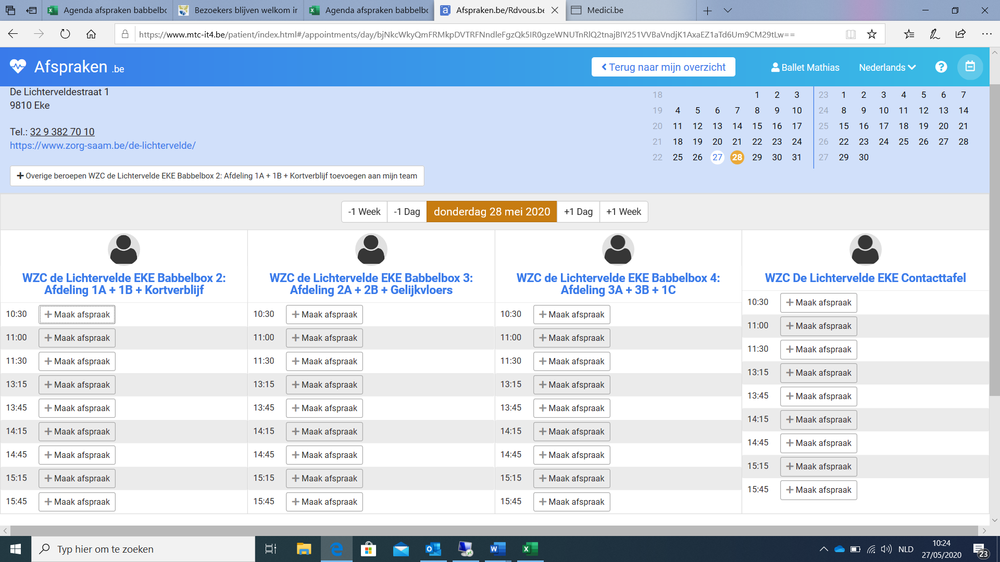 Agenda afspraken babbelbo
Bezoekers blijven welkom in
Agenda afspraken babbelbo
Afspraken.be/Rdvous.be
Medici.be
https://www.mtc-it4.be/patient/index.html#/appointments/day/bjNkcWkyQmFRMkpDVTRFNndleFgzQk5IR0gzeWNUTnRlQ2tnajBIY251VVBaVndjK1AxaEZ1aTd6Um9CM29tLw==
Afspraken .be
Terug naar mijn overzicht
Ballet Mathias
Nederlands
De Lichterveldestraat 1
9810 Eke
Tel.: 32 9 382 70 10
https://www.zorg-saam.be/de-lichtervelde/
Overige beroepen WZC de Lichtervelde EKE Babbelbox 2: Afdeling 1A + 1B + Kortverblijf toevoegen aan mijn team
18 1 2 3
19 4 5 6 7 8 9 10
20 11 12 13 14 15 16 17
21 18 19 20 21 22 23 24
22 25 26 27 28 29 30 31
23 1 2 3 4 5 6 7
24 8 9 10 11 12 13 14
25 15 16 17 18 19 20 21
26 22 23 24 25 26 27 28
27 29 30
-1 Week -1 Dag donderdag 28 mei 2020 +1 Dag +1 Week
WZC de Lichtervelde EKE Babbelbox 2:
Afdeling 1A + 1B + Kortverblijf
10:30 + Maak afspraak
11:00 + Maak afspraak
11:30 + Maak afspraak
13:15 + Maak afspraak
13:45 + Maak afspraak
14:15 + Maak afspraak
14:45 + Maak afspraak
15:15 + Maak afspraak
15:45 + Maak afspraak
WZC de Lichtervelde EKE Babbelbox 3:
Afdeling 2A + 2B + Gelijkvloers
10:30 + Maak afspraak
11:00 + Maak afspraak
11:30 + Maak afspraak
13:15 + Maak afspraak
13:45 + Maak afspraak
14:15 + Maak afspraak
14:45 + Maak afspraak
15:15 + Maak afspraak
15:45 + Maak afspraak
WZC de Lichtervelde EKE Babbelbox 4:
Afdeling 3A + 3B + 1C
10:30 + Maak afspraak
11:00 + Maak afspraak
11:30 + Maak afspraak
13:15 + Maak afspraak
13:45 + Maak afspraak
14:15 + Maak afspraak
14:45 + Maak afspraak
15:15 + Maak afspraak
15:45 + Maak afspraak
WZC De Lichtervelde EKE Contacttafel
10:30 + Maak afspraak
11:00 + Maak afspraak
11:30 + Maak afspraak
13:15 + Maak afspraak
13:45 + Maak afspraak
14:15 + Maak afspraak
14:45 + Maak afspraak
15:15 + Maak afspraak
15:45 + Maak afspraak
Typ hier om te zoeken
NLD
10:24
27/05/2020
23